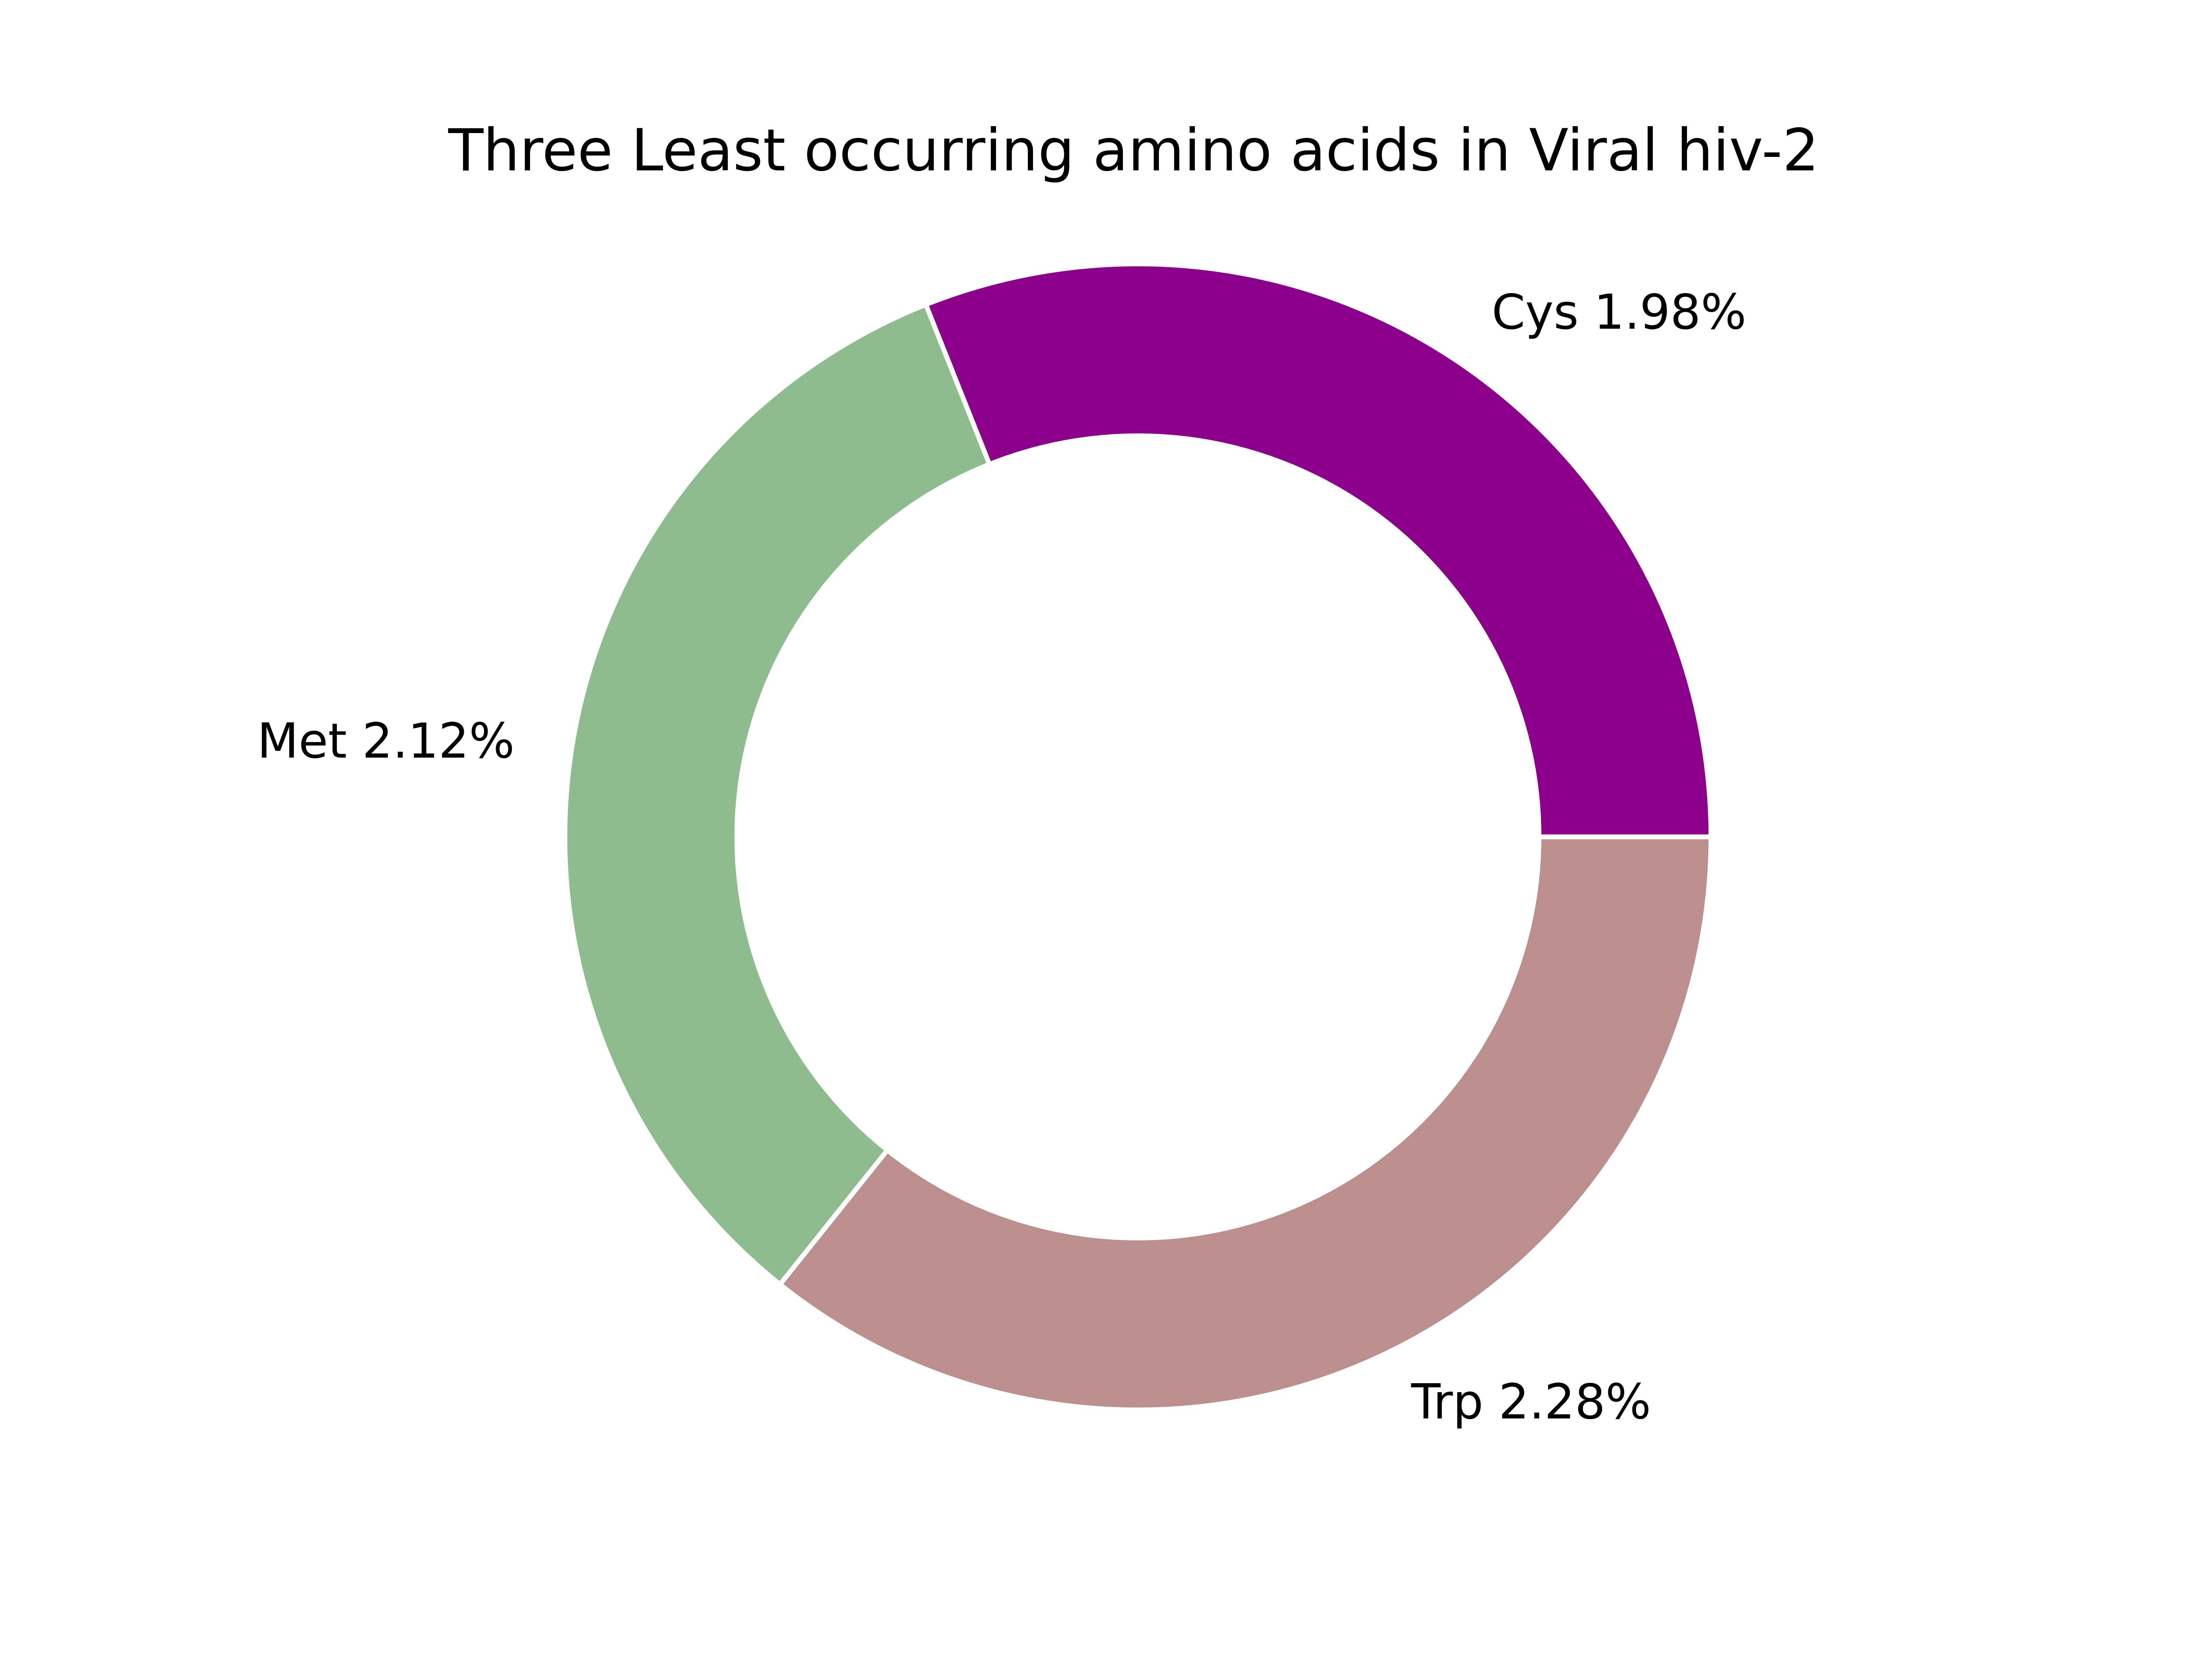 Three Least occurring amino acids in Viral hiv-2
Cys 1.98%
Met 2.12%
Trp 2.28%